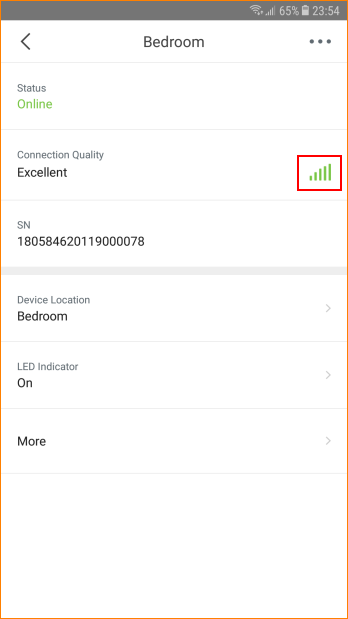 65% 23:54
Bedroom
Status
Online
Connection Quality
Excellent
SN
180584620119000078
Device Location
Bedroom
LED Indicator
On
More